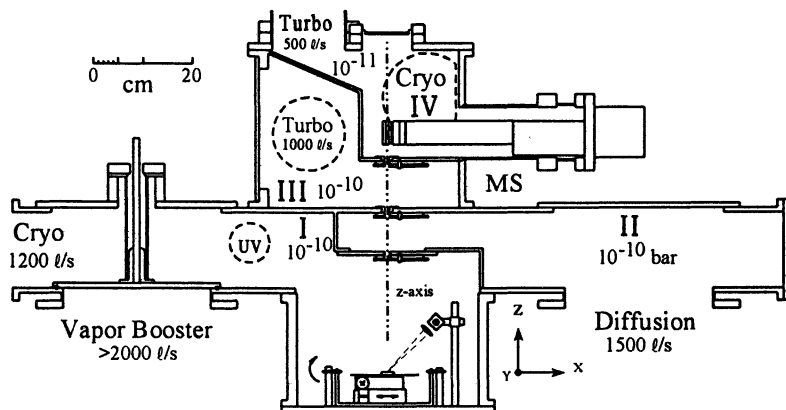 Turbo
500 ℓ/s
0 cm 20
10⁻¹¹
Cryo
IV
Turbo
1000 ℓ/s
III 10⁻¹⁰
MS
Cryo
1200 ℓ/s
UV
I
10⁻¹⁰
II
10⁻¹⁰ bar
z-axis
Vapor Booster
>2000 ℓ/s
Diffusion
1500 ℓ/s
Z
Y
X